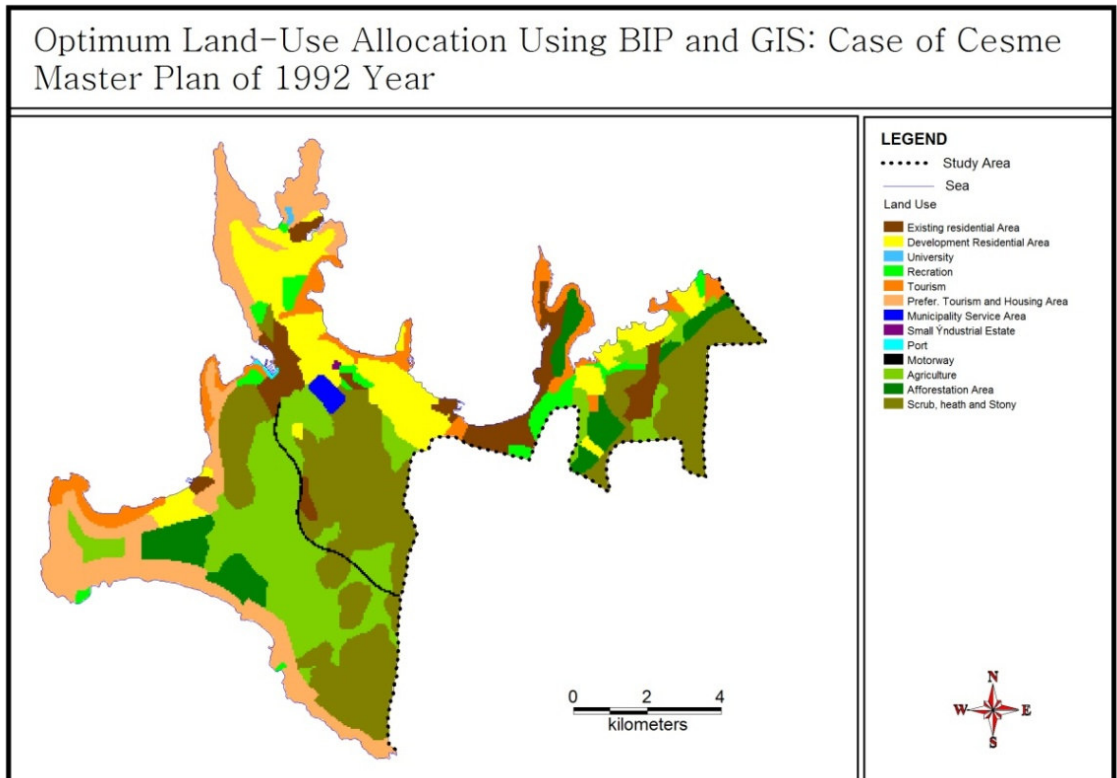 Optimum Land-Use Allocation Using BIP and GIS: Case of Cesme
Master Plan of 1992 Year
LEGEND
Study Area
Sea
Land Use
Existing residential Area
Development Residential Area
University
Recration
Tourism
Prefer. Tourism and Housing Area
Municipality Service Area
Small Ýndustrial Estate
Port
Motorway
Agriculture
Afforestation Area
Scrub, heath and Stony
0 2 4
kilometers
N
W E
S